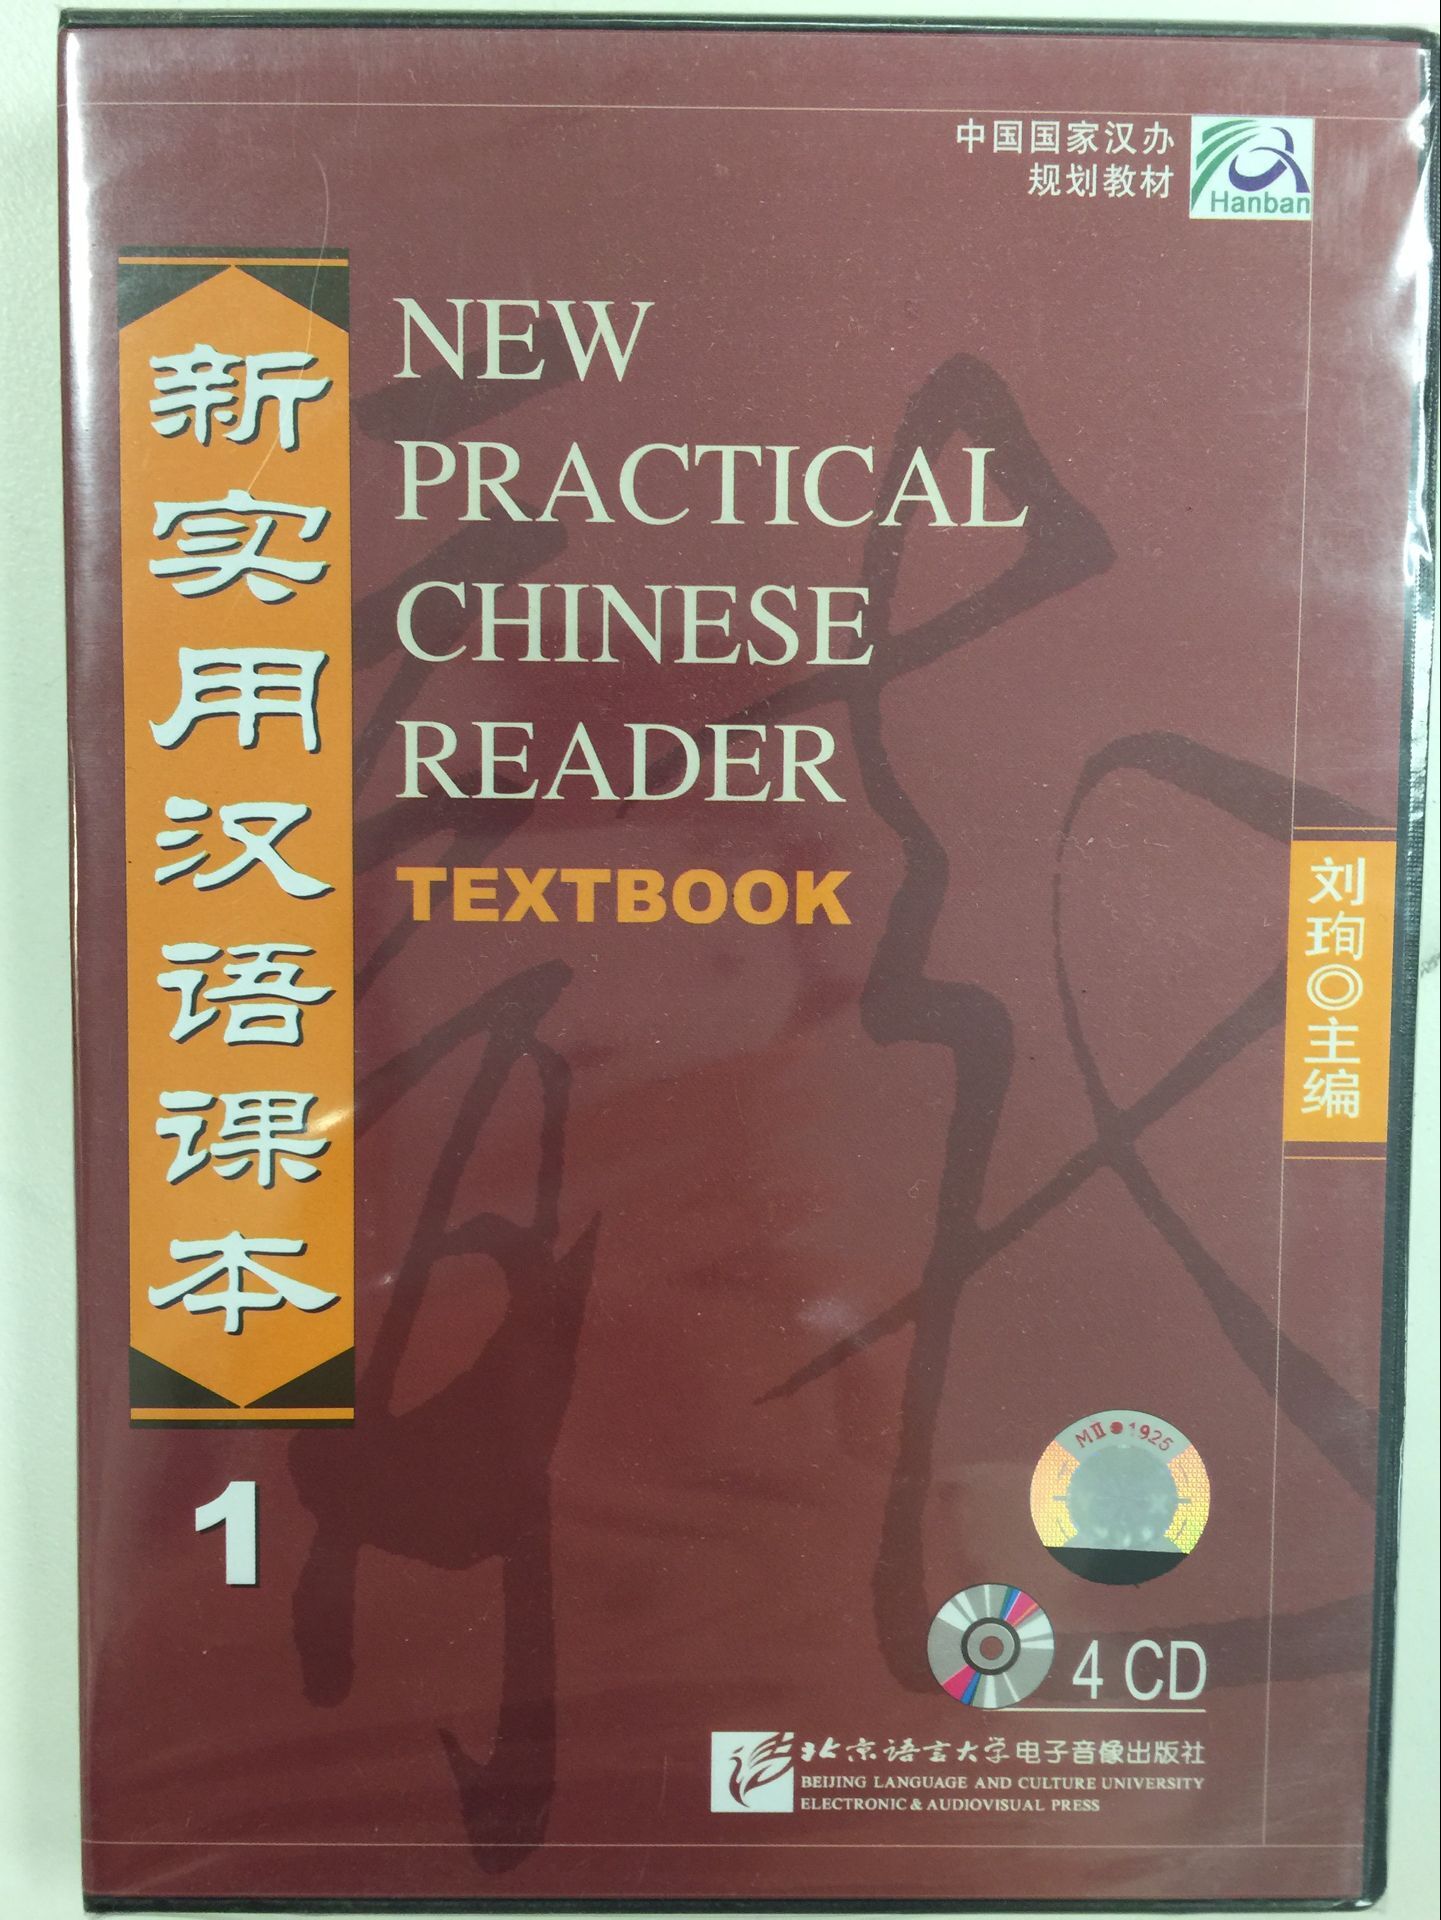 中国国家汉办
规划教材
Hanban
新实用汉语课本
1
NEW
PRACTICAL
CHINESE
READER
TEXTBOOK
刘珣◎主编
MII●1925
4 CD
北京语言大学电子音像出版社
BEIJING LANGUAGE AND CULTURE UNIVERSITY
ELECTRONIC & AUDIOVISUAL PRESS